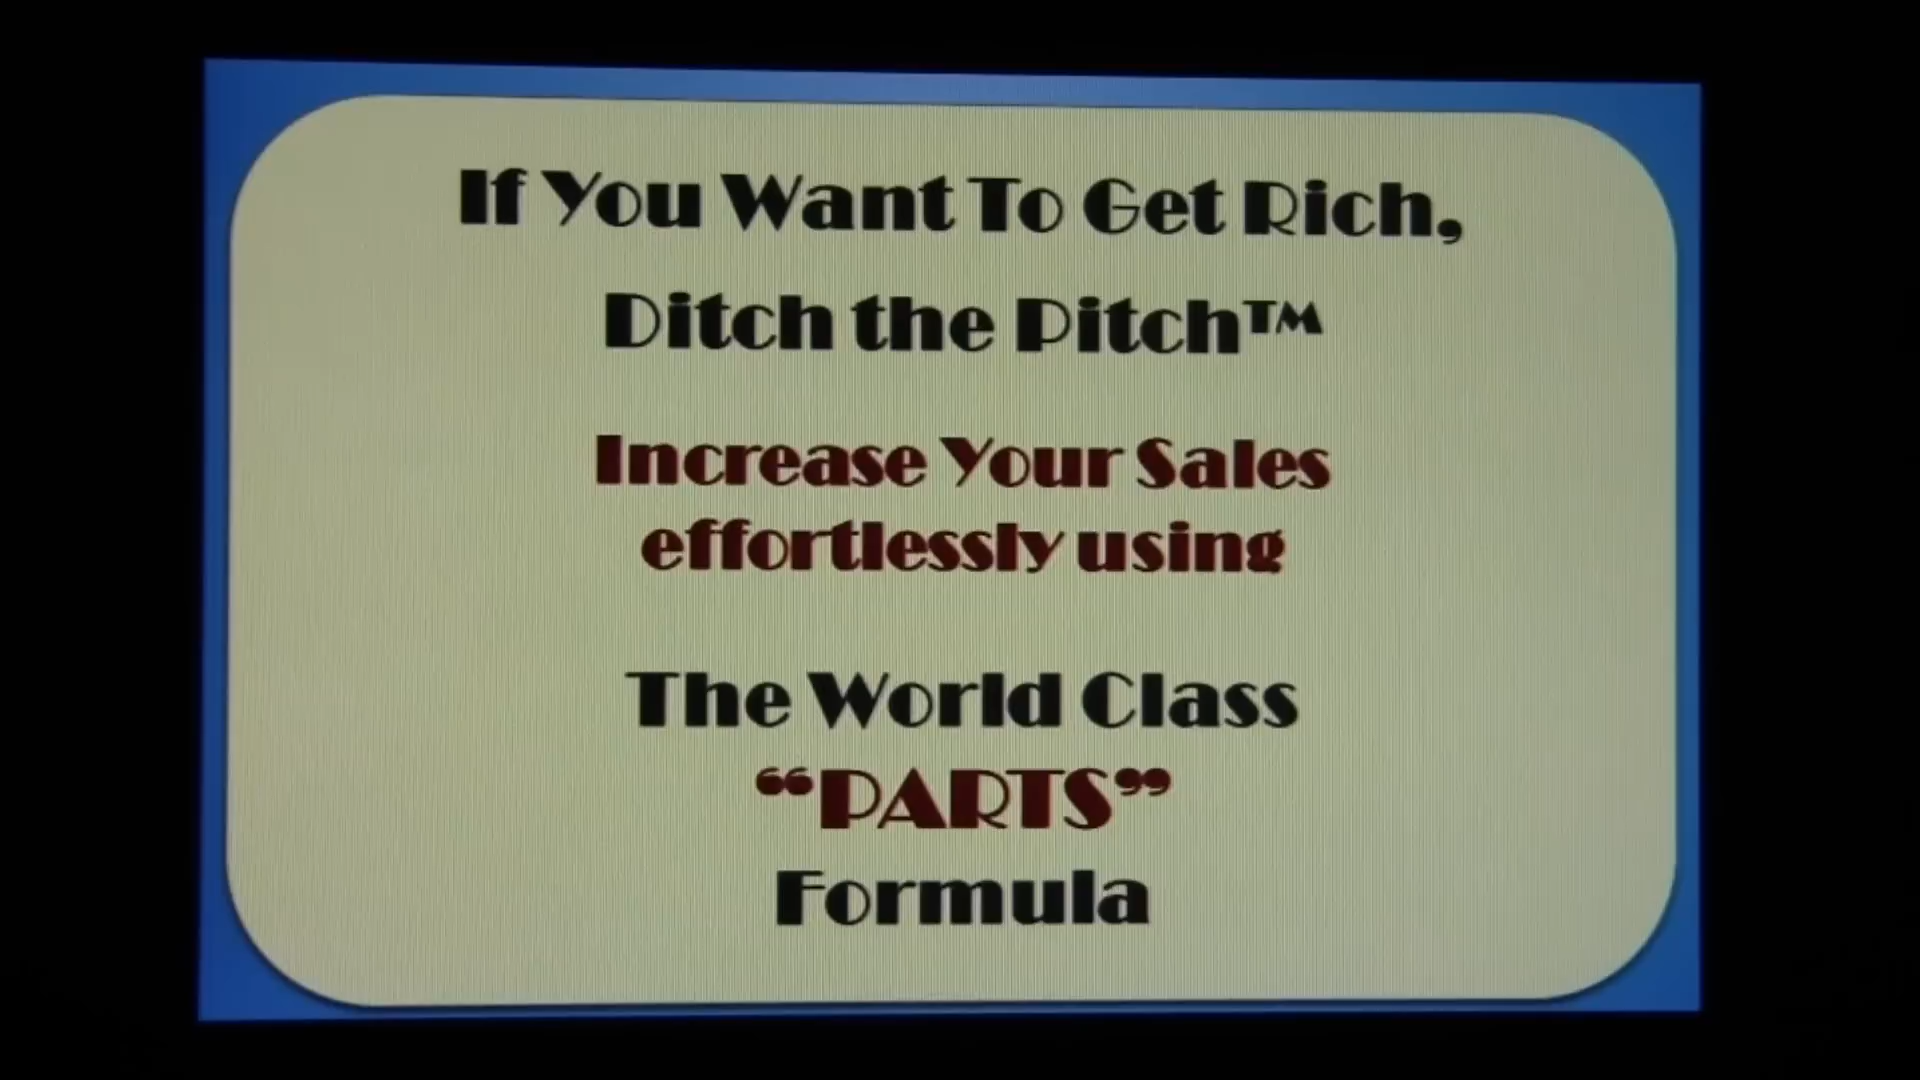 If You Want To Get Rich,
Ditch the Pitch™
Increase Your Sales
effortlessly using
The World Class
“PARTS”
Formula